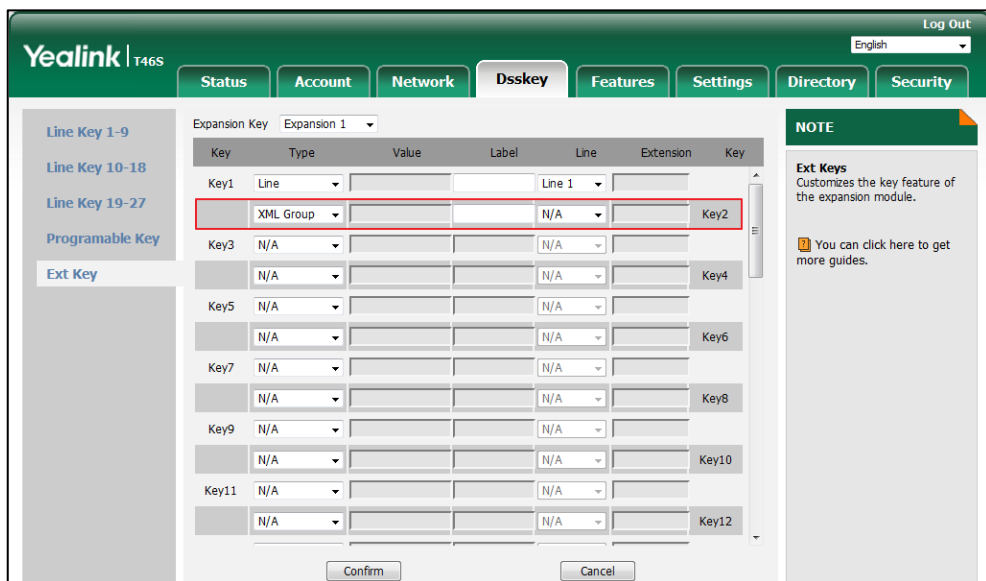 Log Out
Yealink | T46S
English
Status Account Network Dsskey Features Settings Directory Security
Line Key 1-9
Line Key 10-18
Line Key 19-27
Programable Key
Ext Key
Expansion Key Expansion 1
Key Type Value Label Line Extension Key
Key1 Line Line 1
XML Group N/A Key2
Key3 N/A N/A
N/A N/A Key4
Key5 N/A N/A
N/A N/A Key6
Key7 N/A N/A
N/A N/A Key8
Key9 N/A N/A
N/A N/A Key10
Key11 N/A N/A
N/A N/A Key12
Confirm Cancel
NOTE
Ext Keys
Customizes the key feature of
the expansion module.
? You can click here to get
more guides.